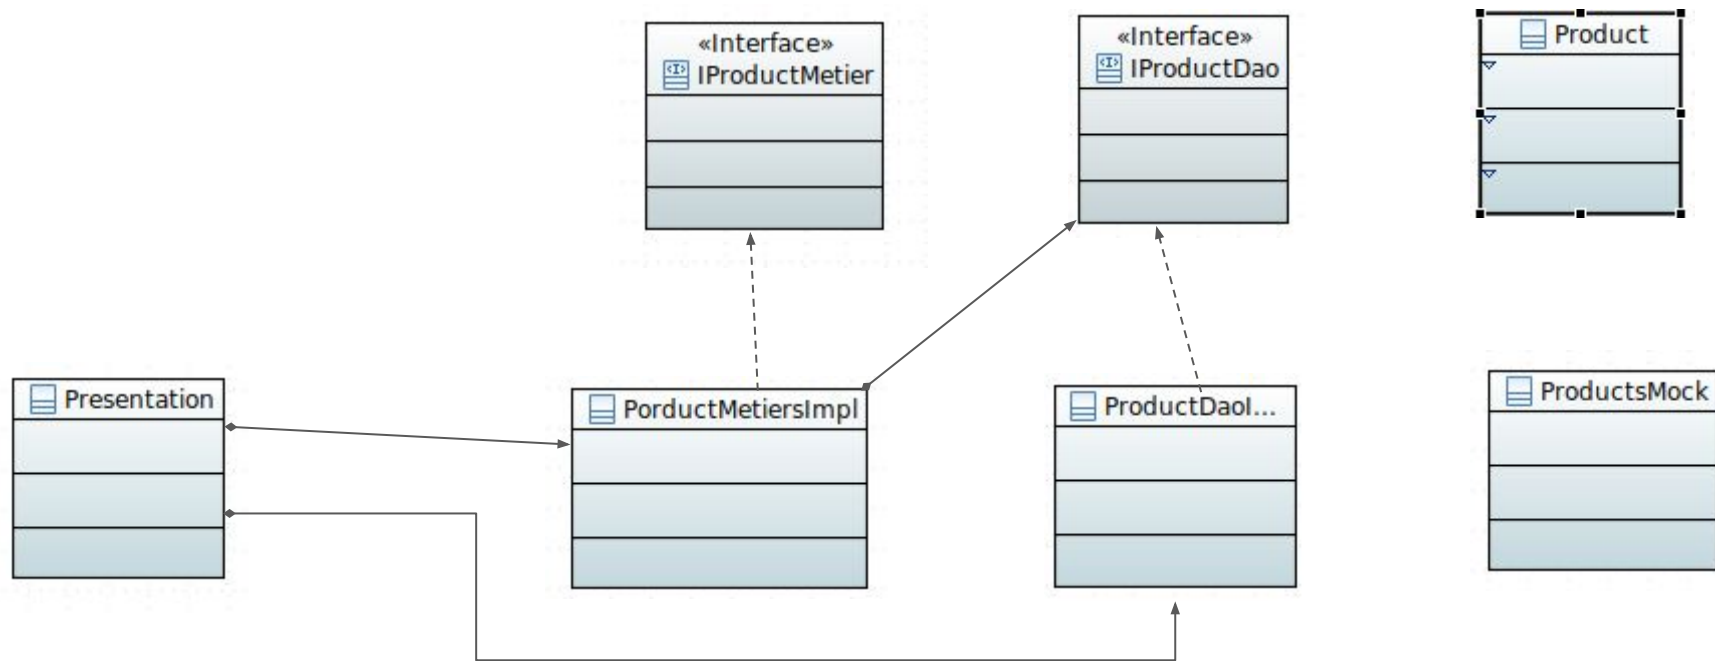 «Interface»
IProductMetier
«Interface»
IProductDao
Product
Presentation
PorductMetiersImpl
ProductDaoI...
ProductsMock